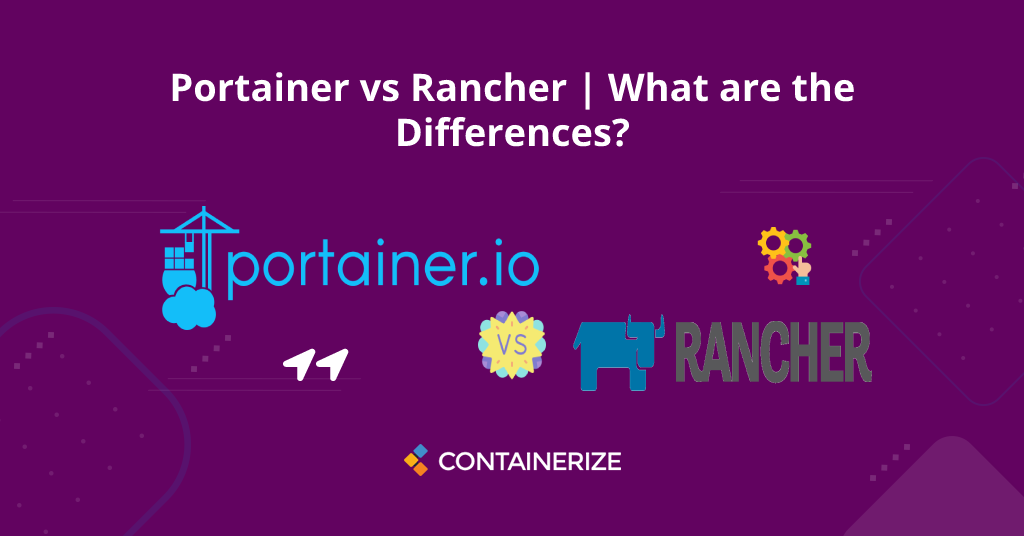 Portainer vs Rancher | What are the
Differences?
portainer.io
VS
RANCHER
CONTAINERIZE